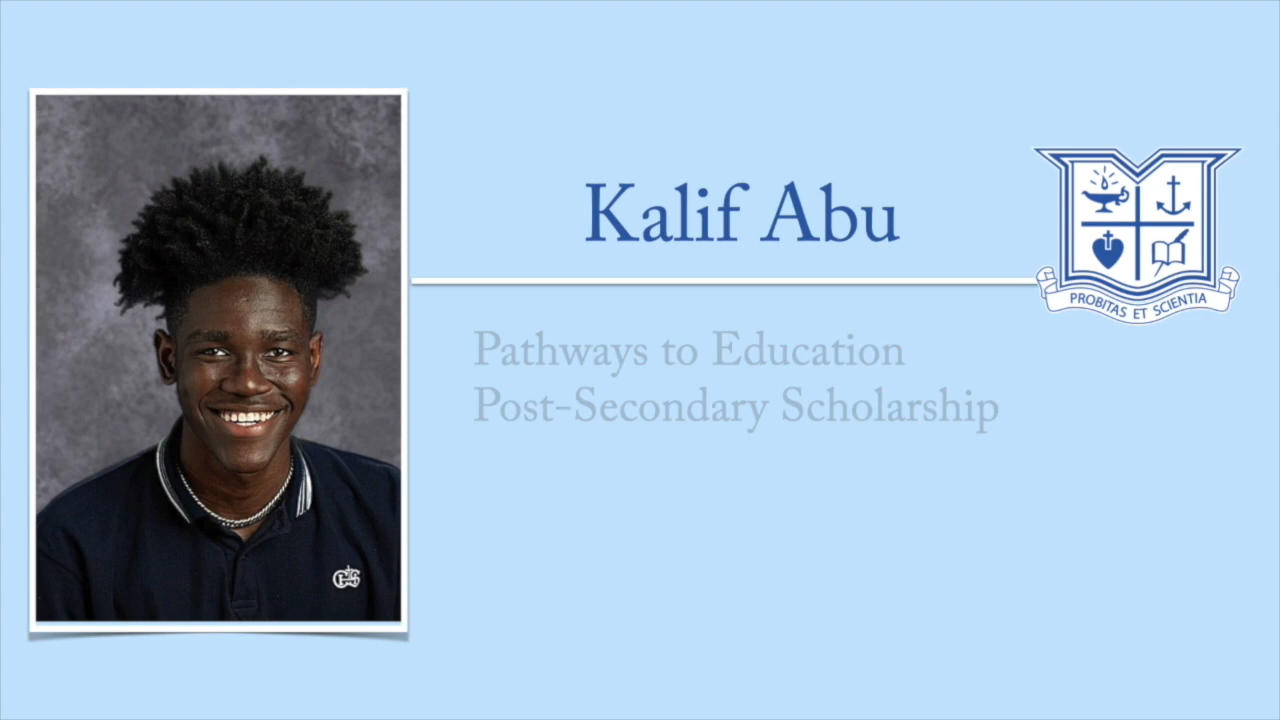 Kalif Abu
PROBITAS ET SCIENTIA
Pathways to Education
Post-Secondary Scholarship